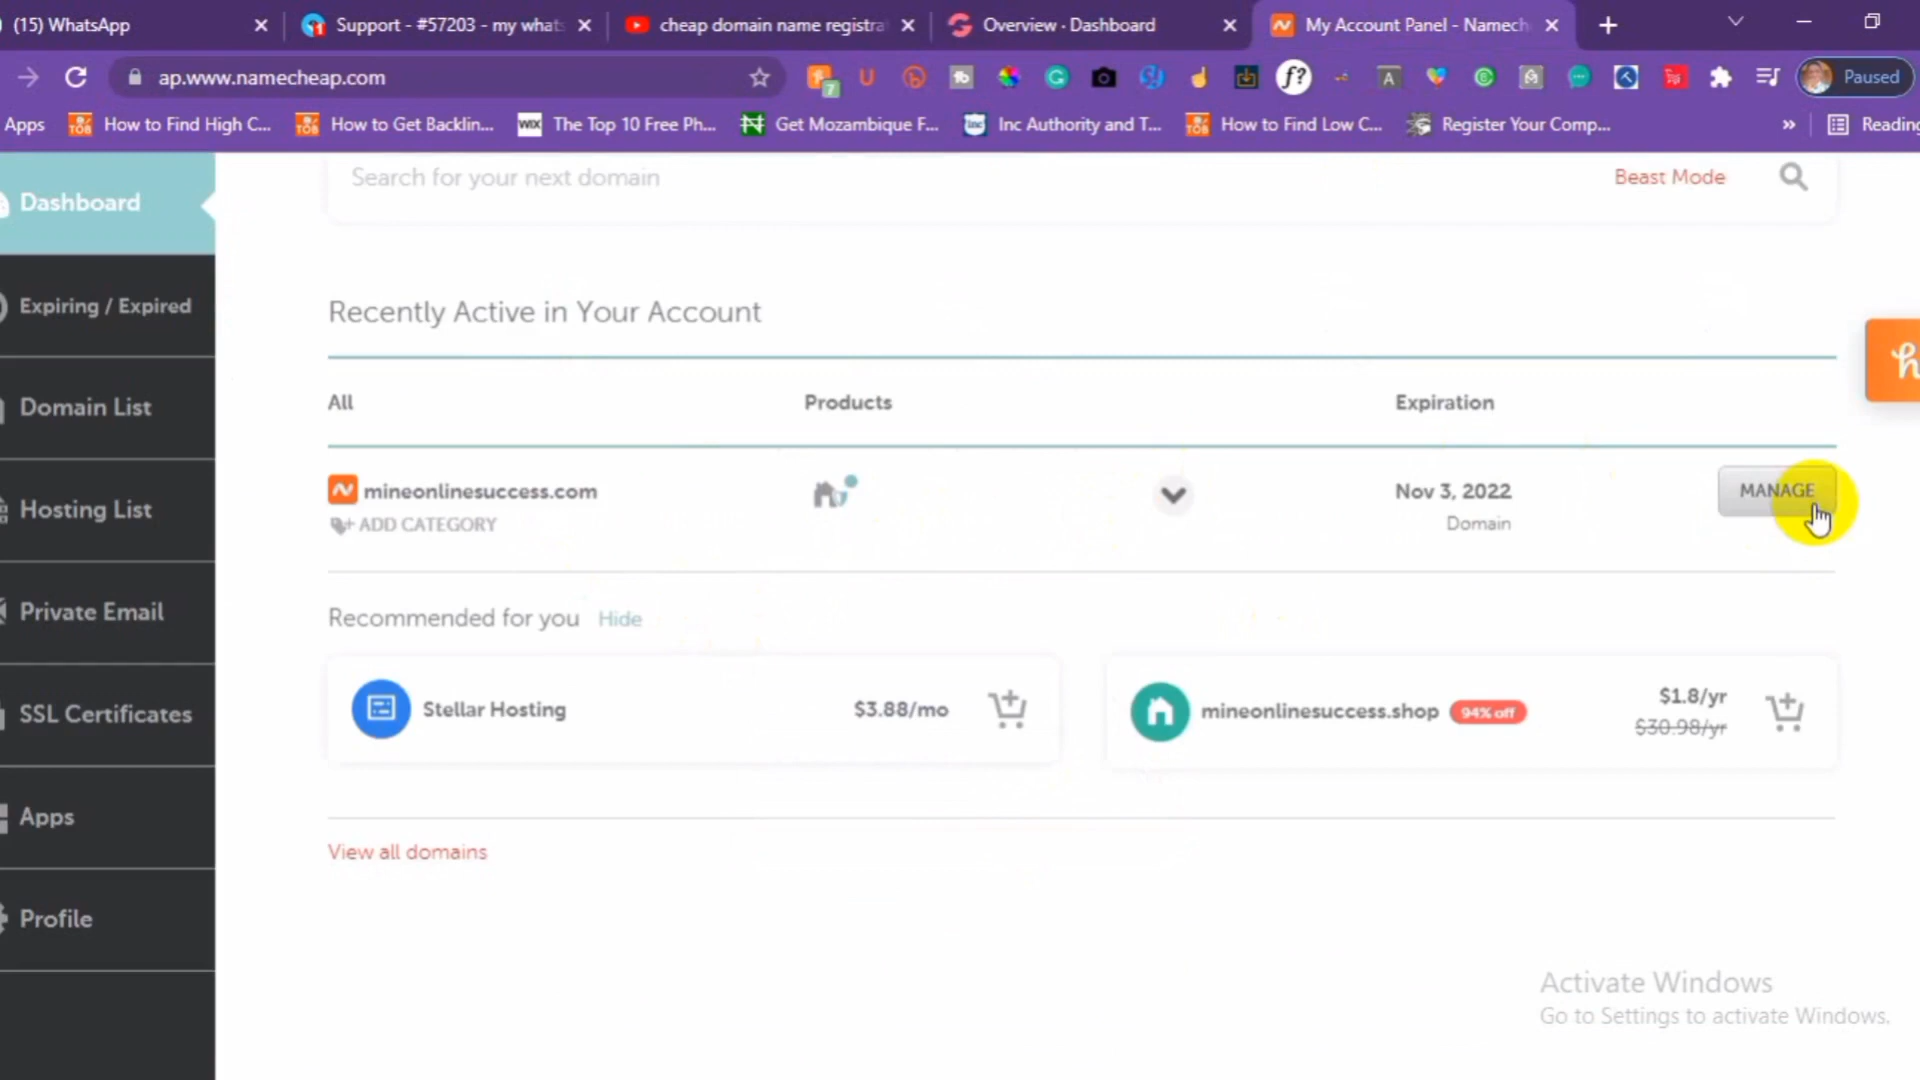 (15) WhatsApp
Support - #57203 - my whats
cheap domain name registra
Overview · Dashboard
My Account Panel - Namech
ap.www.namecheap.com
7
f?
Paused
Apps
How to Find High C...
How to Get Backlin...
WIX The Top 10 Free Ph...
Get Mozambique F...
Inc Authority and T...
How to Find Low C...
Register Your Comp...
»
Reading
Dashboard
Expiring / Expired
Domain List
Hosting List
Private Email
SSL Certificates
Apps
Profile
Search for your next domain
Beast Mode
Recently Active in Your Account
All
Products
Expiration
mineonlinesuccess.com
Nov 3, 2022
MANAGE
ADD CATEGORY
Domain
Recommended for you Hide
Stellar Hosting
$3.88/mo
mineonlinesuccess.shop 94% off
$1.8/yr
$30.98/yr
View all domains
h
Activate Windows
Go to Settings to activate Windows.